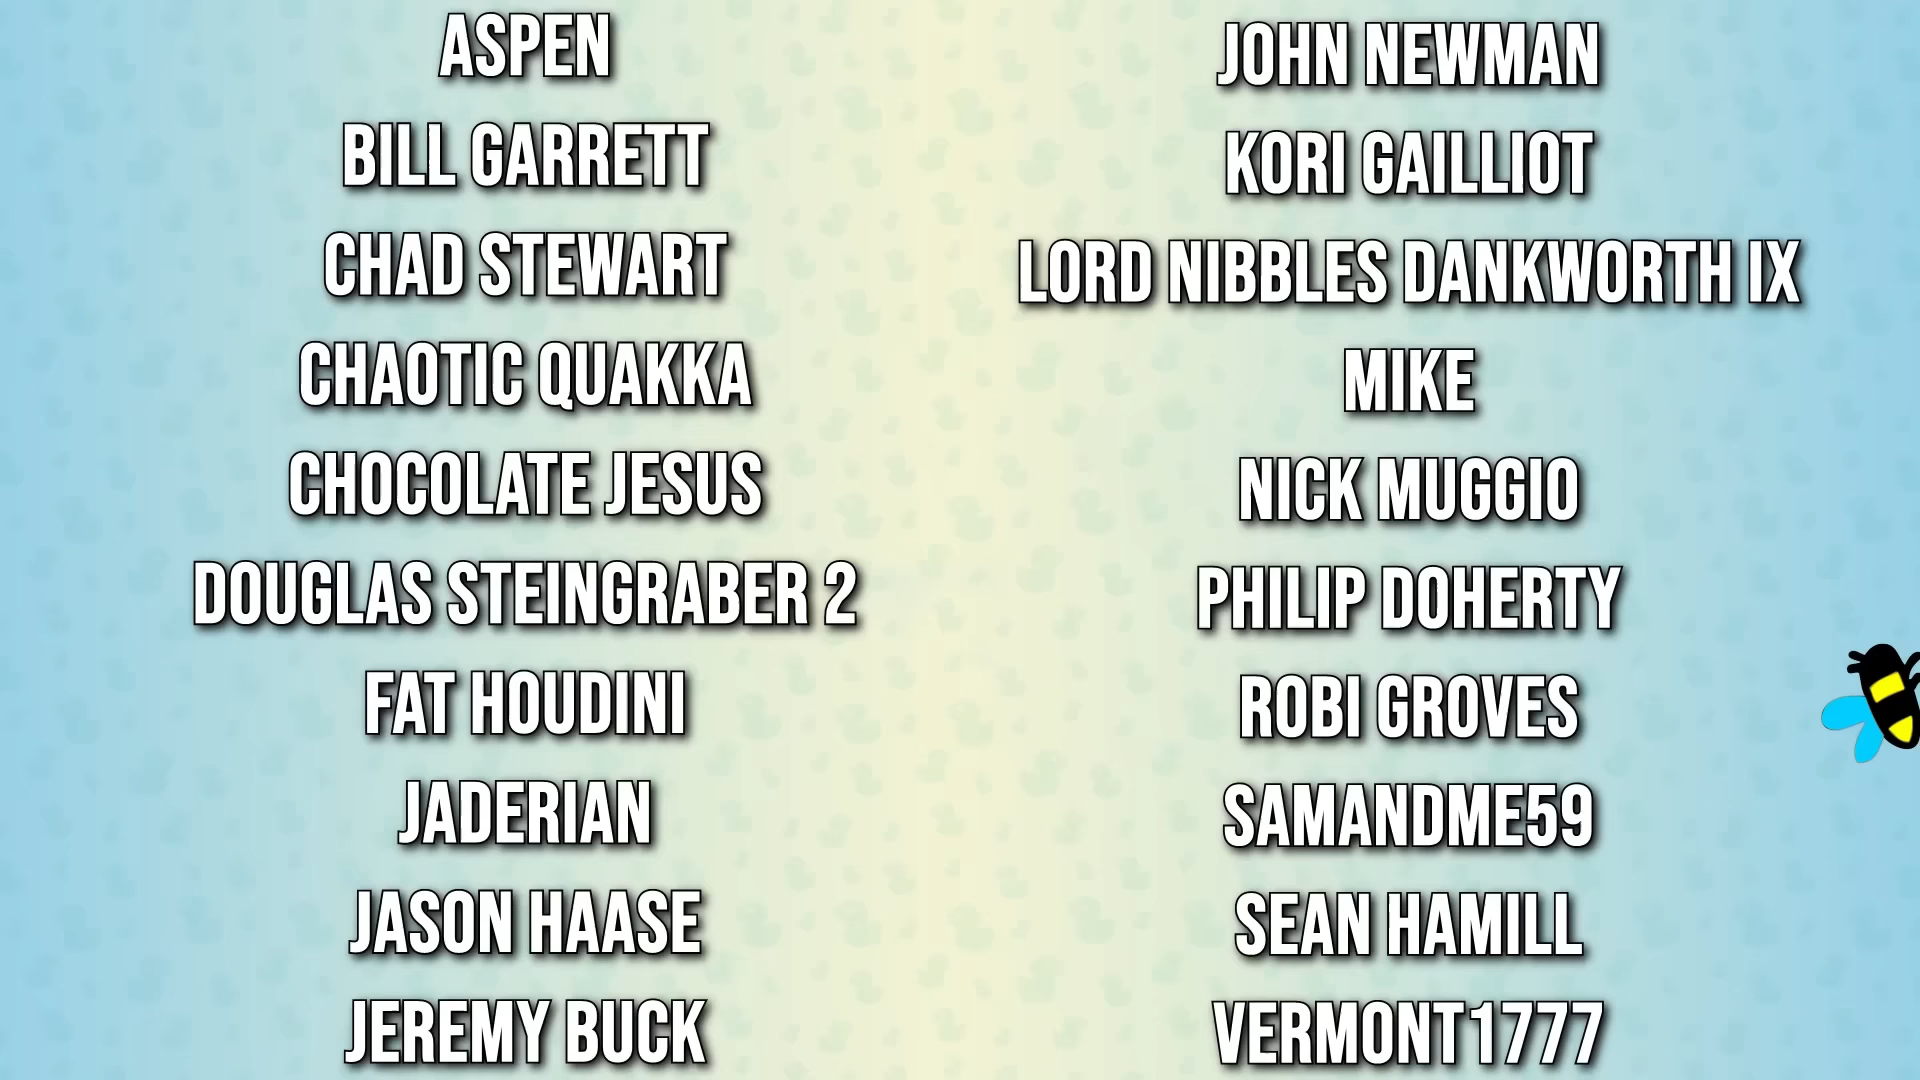 ASPEN
BILL GARRETT
CHAD STEWART
CHAOTIC QUAKKA
CHOCOLATE JESUS
DOUGLAS STEINGRABER 2
FAT HOUDINI
JADERIAN
JASON HAASE
JEREMY BUCK
JOHN NEWMAN
KORI GAILLIOT
LORD NIBBLES DANKWORTH IX
MIKE
NICK MUGGIO
PHILIP DOHERTY
ROBI GROVES
SAMANDME59
SEAN HAMILL
VERMONT1777